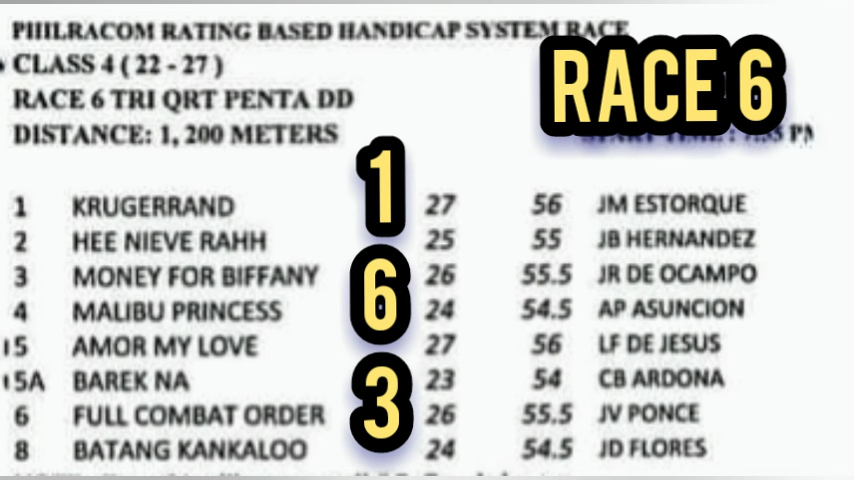 PHILRACOM RATING BASED HANDICAP SYSTEM RACE
CLASS 4 ( 22 - 27 )
RACE 6
RACE 6 TRI QRT PENTA DD
DISTANCE: 1, 200 METERS
1
1 KRUGERRAND 27 56 JM ESTORQUE
2 HEE NIEVE RAHH 25 55 JB HERNANDEZ
6
3 MONEY FOR BIFFANY 26 55.5 JR DE OCAMPO
4 MALIBU PRINCESS 24 54.5 AP ASUNCION
5 AMOR MY LOVE 27 56 LF DE JESUS
3
5A BAREK NA 23 54 CB ARDONA
6 FULL COMBAT ORDER 26 55.5 JV PONCE
8 BATANG KANKALOO 24 54.5 JD FLORES